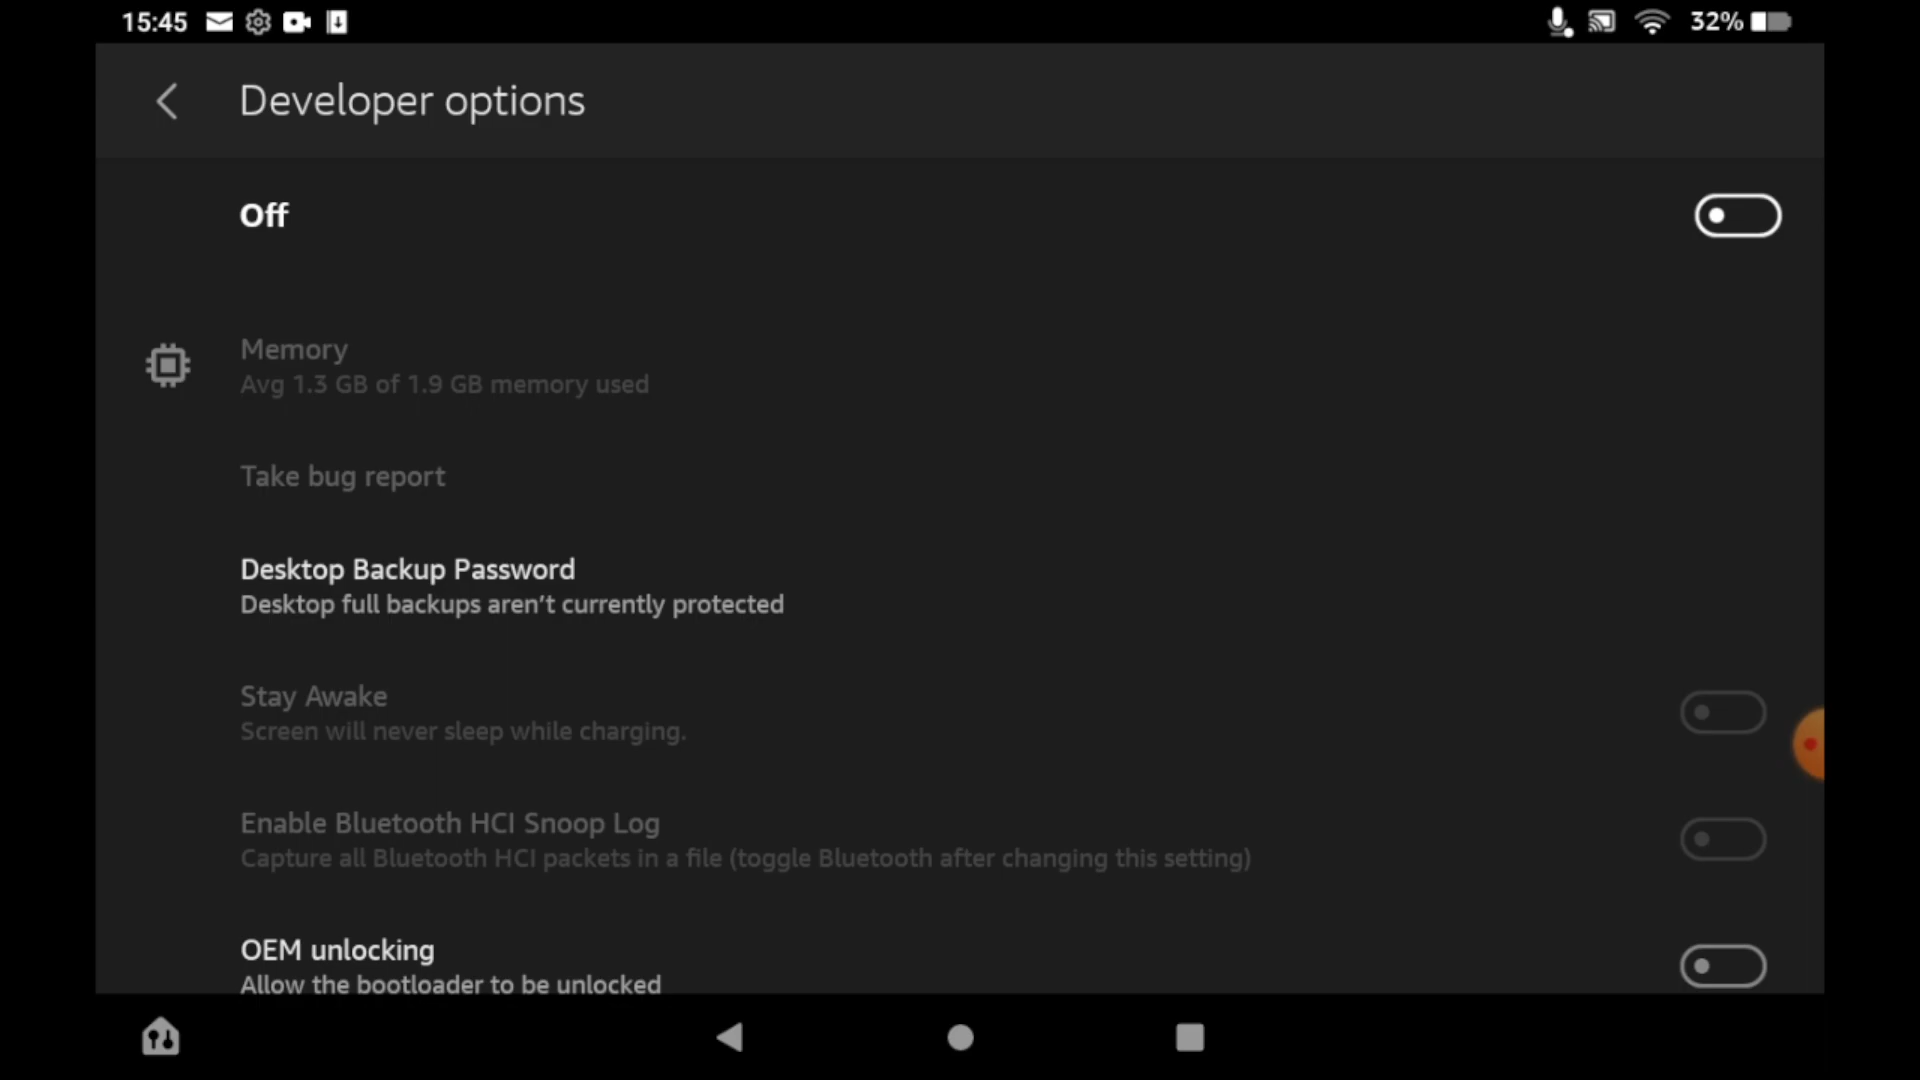 15:45
32%
Developer options
Off
Memory
Avg 1.3 GB of 1.9 GB memory used
Take bug report
Desktop Backup Password
Desktop full backups aren’t currently protected
Stay Awake
Screen will never sleep while charging.
Enable Bluetooth HCI Snoop Log
Capture all Bluetooth HCI packets in a file (toggle Bluetooth after changing this setting)
OEM unlocking
Allow the bootloader to be unlocked